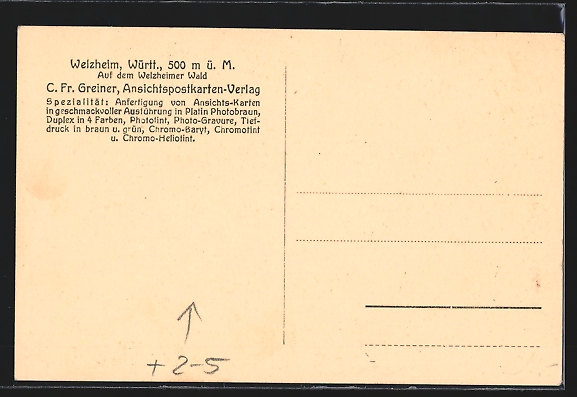 Welzheim, Württ., 500 m ü. M.
Auf dem Welzheimer Wald
C. Fr. Greiner, Ansichtspostkarten-Verlag
Spezialität: Anfertigung von Ansichts-Karten
in geschmackvoller Ausführung in Platin Photobraun,
Duplex in 4 Farben, Phototint, Photo-Gravure, Tief-
druck in braun u. grün, Chromo-Baryt, Chromotint
u. Chromo-Heliotint.
+ 2-5